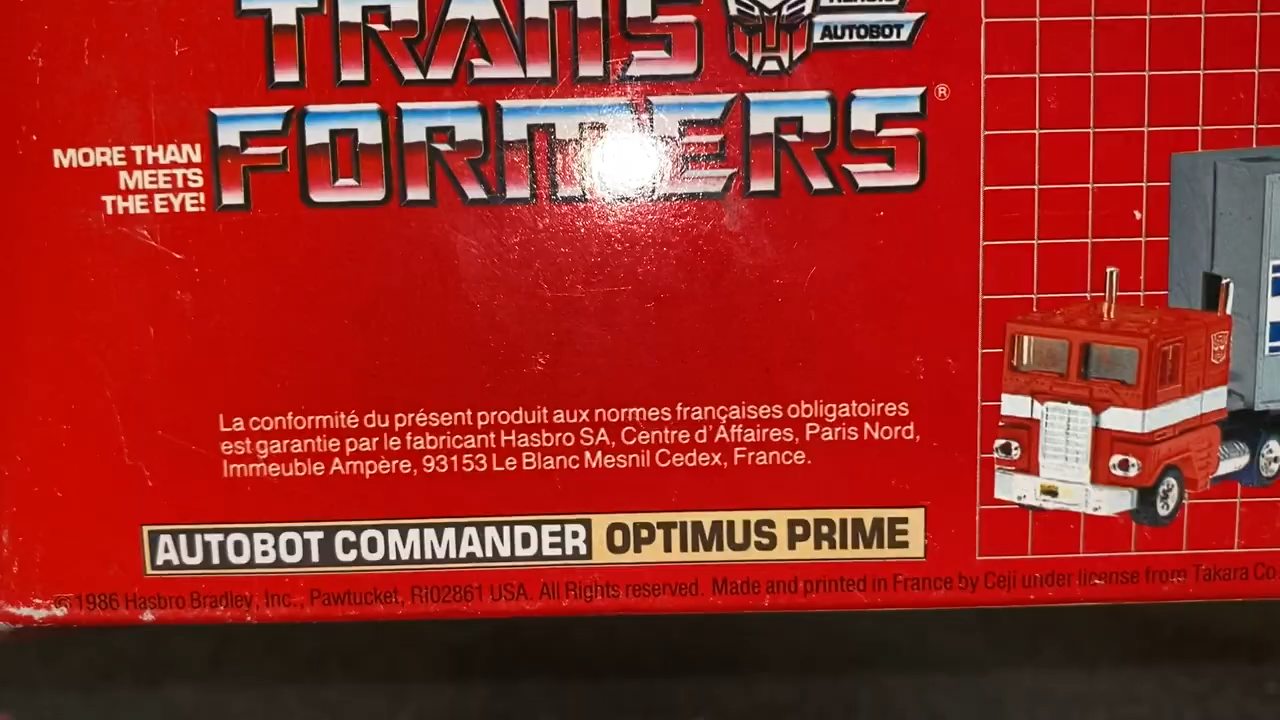 TRANS
HEROIC
AUTOBOT
FORMERS®
MORE THAN
MEETS
THE EYE!
La conformité du présent produit aux normes françaises obligatoires
est garantie par le fabricant Hasbro SA, Centre d'Affaires, Paris Nord,
Immeuble Ampère, 93153 Le Blanc Mesnil Cedex, France.
AUTOBOT COMMANDER OPTIMUS PRIME
© 1986 Hasbro Bradley, Inc., Pawtucket, RI02861 USA. All Rights reserved. Made and printed in France by Ceji under license from Takara Co.